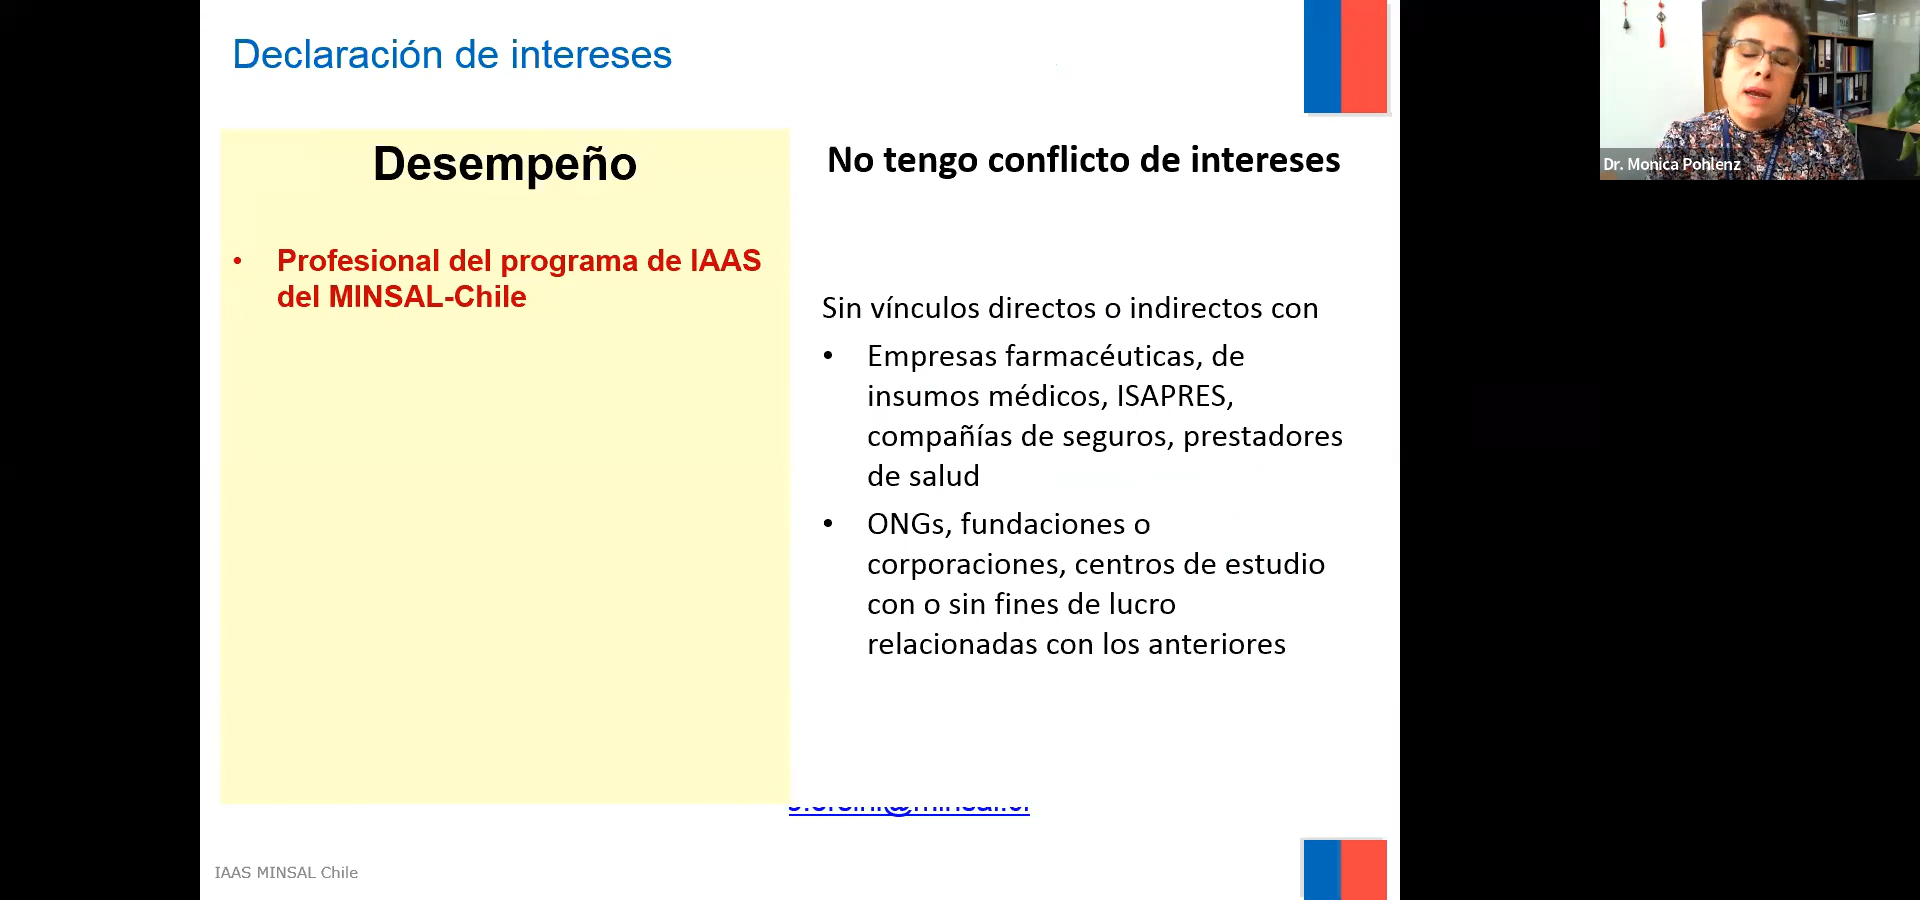 Declaración de intereses
Desempeño
• Profesional del programa de IAAS
del MINSAL-Chile
No tengo conflicto de intereses
Sin vínculos directos o indirectos con
• Empresas farmacéuticas, de
insumos médicos, ISAPRES,
compañías de seguros, prestadores
de salud
• ONGs, fundaciones o
corporaciones, centros de estudio
con o sin fines de lucro
relacionadas con los anteriores
IAAS MINSAL Chile
Dr. Monica Pohlenz